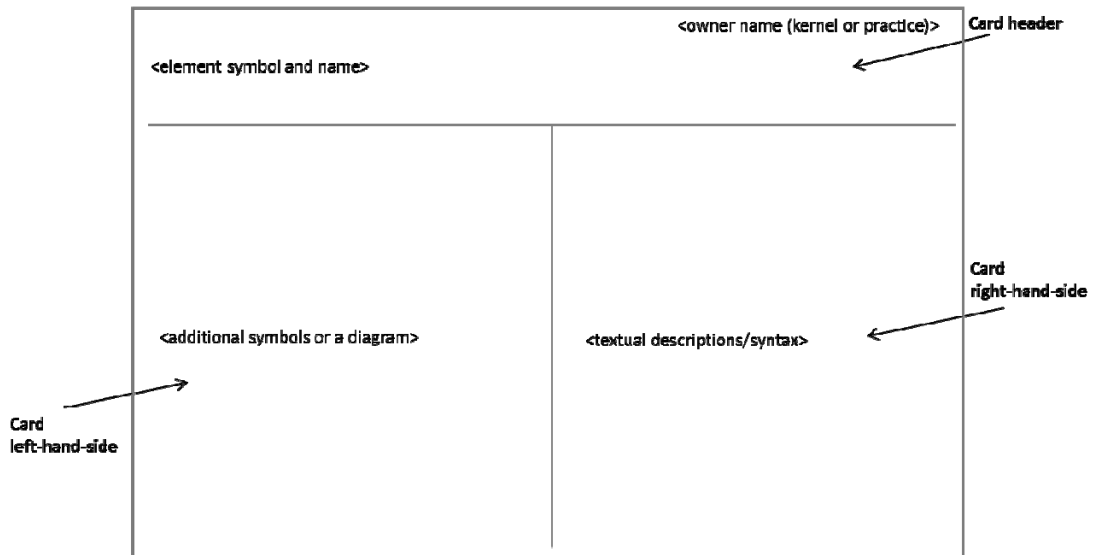 <owner name (kernel or practice)>
Card header
<element symbol and name>
Card
right-hand-side
<additional symbols or a diagram>
<textual descriptions/syntax>
Card
left-hand-side